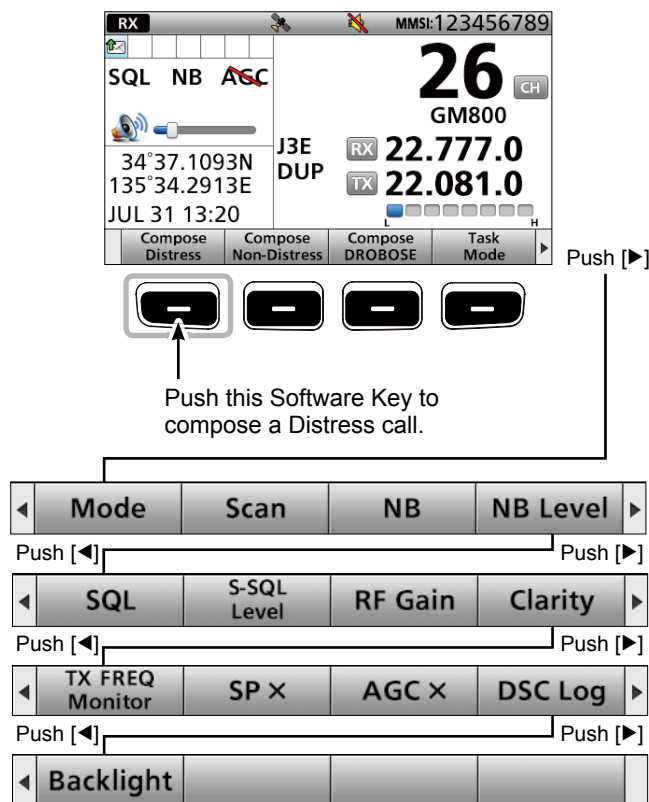 RX MMSI:123456789
SQL NB AGC
26 CH
GM800
J3E RX 22.777.0
DUP TX 22.081.0
34°37.1093N
135°34.2913E
JUL 31 13:20
L H
Compose Distress Compose Non-Distress Compose DROBOSE Task Mode ▶
Push [▶]
Push this Software Key to
compose a Distress call.
◀ Mode Scan NB NB Level ▶
Push [◀] Push [▶]
◀ SQL S-SQL Level RF Gain Clarity ▶
Push [◀] Push [▶]
◀ TX FREQ Monitor SP × AGC × DSC Log ▶
Push [◀] Push [▶]
◀ Backlight